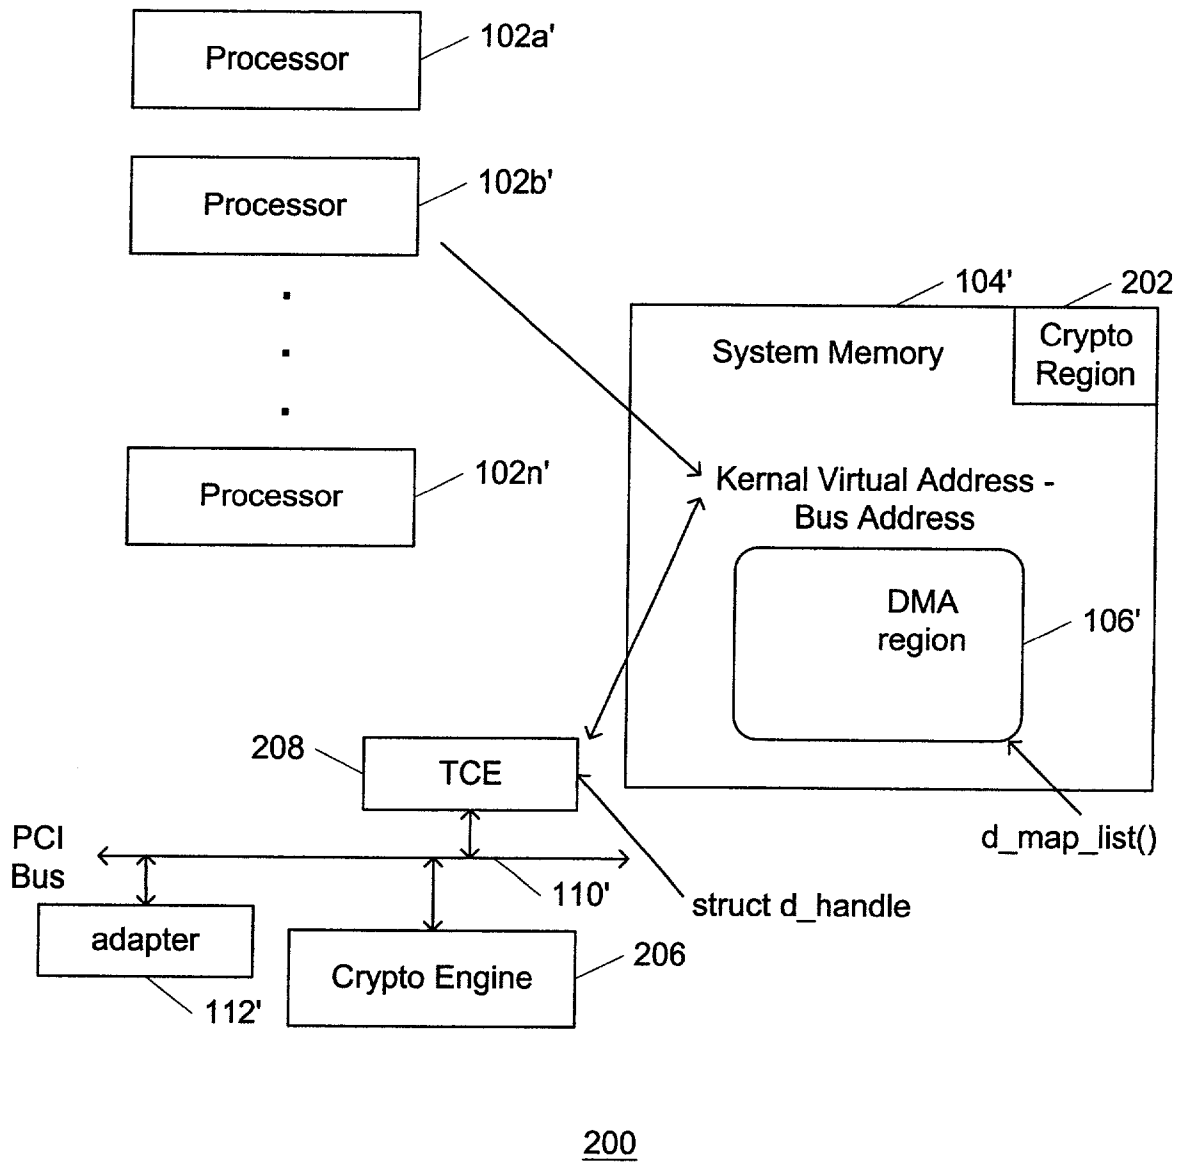 Processor
102a'
Processor
102b'
104'
202
System Memory
Crypto
Region
Processor
102n'
Kernal Virtual Address -
Bus Address
DMA
region
106'
208
TCE
d_map_list()
PCI
Bus
110'
struct d_handle
adapter
112'
Crypto Engine
206
200